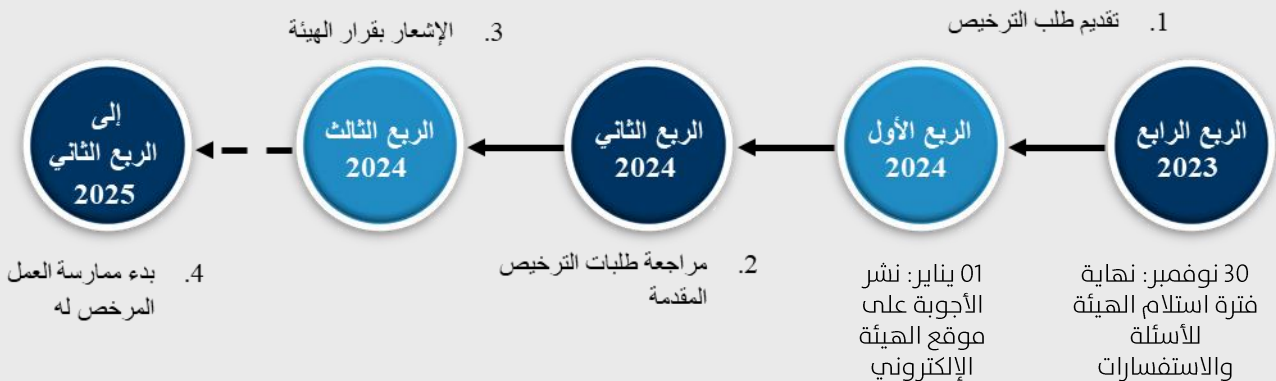 1. تقديم طلب الترخيص
3. الإشعار بقرار الهيئة
الربع الرابع
2023
الربع الأول
2024
الربع الثاني
2024
الربع الثالث
2024
إلى
الربع الثاني
2025
30 نوفمبر: نهاية
فترة استلام الهيئة
للأسئلة
والاستفسارات
01 يناير: نشر
الأجوبة على
موقع الهيئة
الإلكتروني
2. مراجعة طلبات الترخيص
المقدمة
4. بدء ممارسة العمل
المرخص له